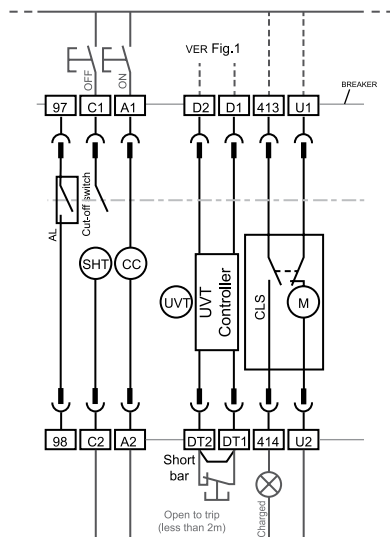 VER Fig.1
OFF
ON
BREAKER
97 C1 A1 D2 D1 413 U1
AL
Cut-off switch
SHT CC
UVT
UVT
Controller
CLS
M
98 C2 A2 DT2 DT1 414 U2
Short
bar
Open to trip
(less than 2m)
Charged